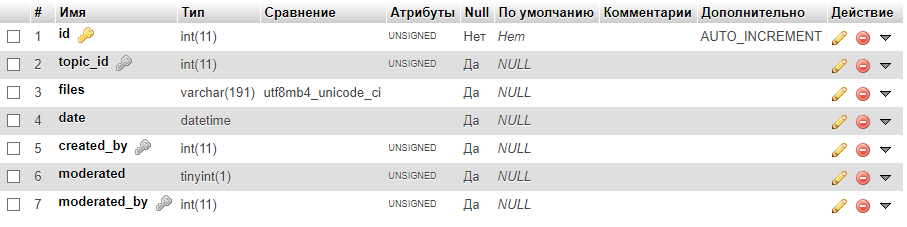 # Имя Тип Сравнение Атрибуты Null По умолчанию Комментарии Дополнительно Действие
1 id int(11) UNSIGNED Нет Нет AUTO_INCREMENT
2 topic_id int(11) UNSIGNED Да NULL
3 files varchar(191) utf8mb4_unicode_ci Да NULL
4 date datetime Да NULL
5 created_by int(11) UNSIGNED Да NULL
6 moderated tinyint(1) Да NULL
7 moderated_by int(11) UNSIGNED Да NULL